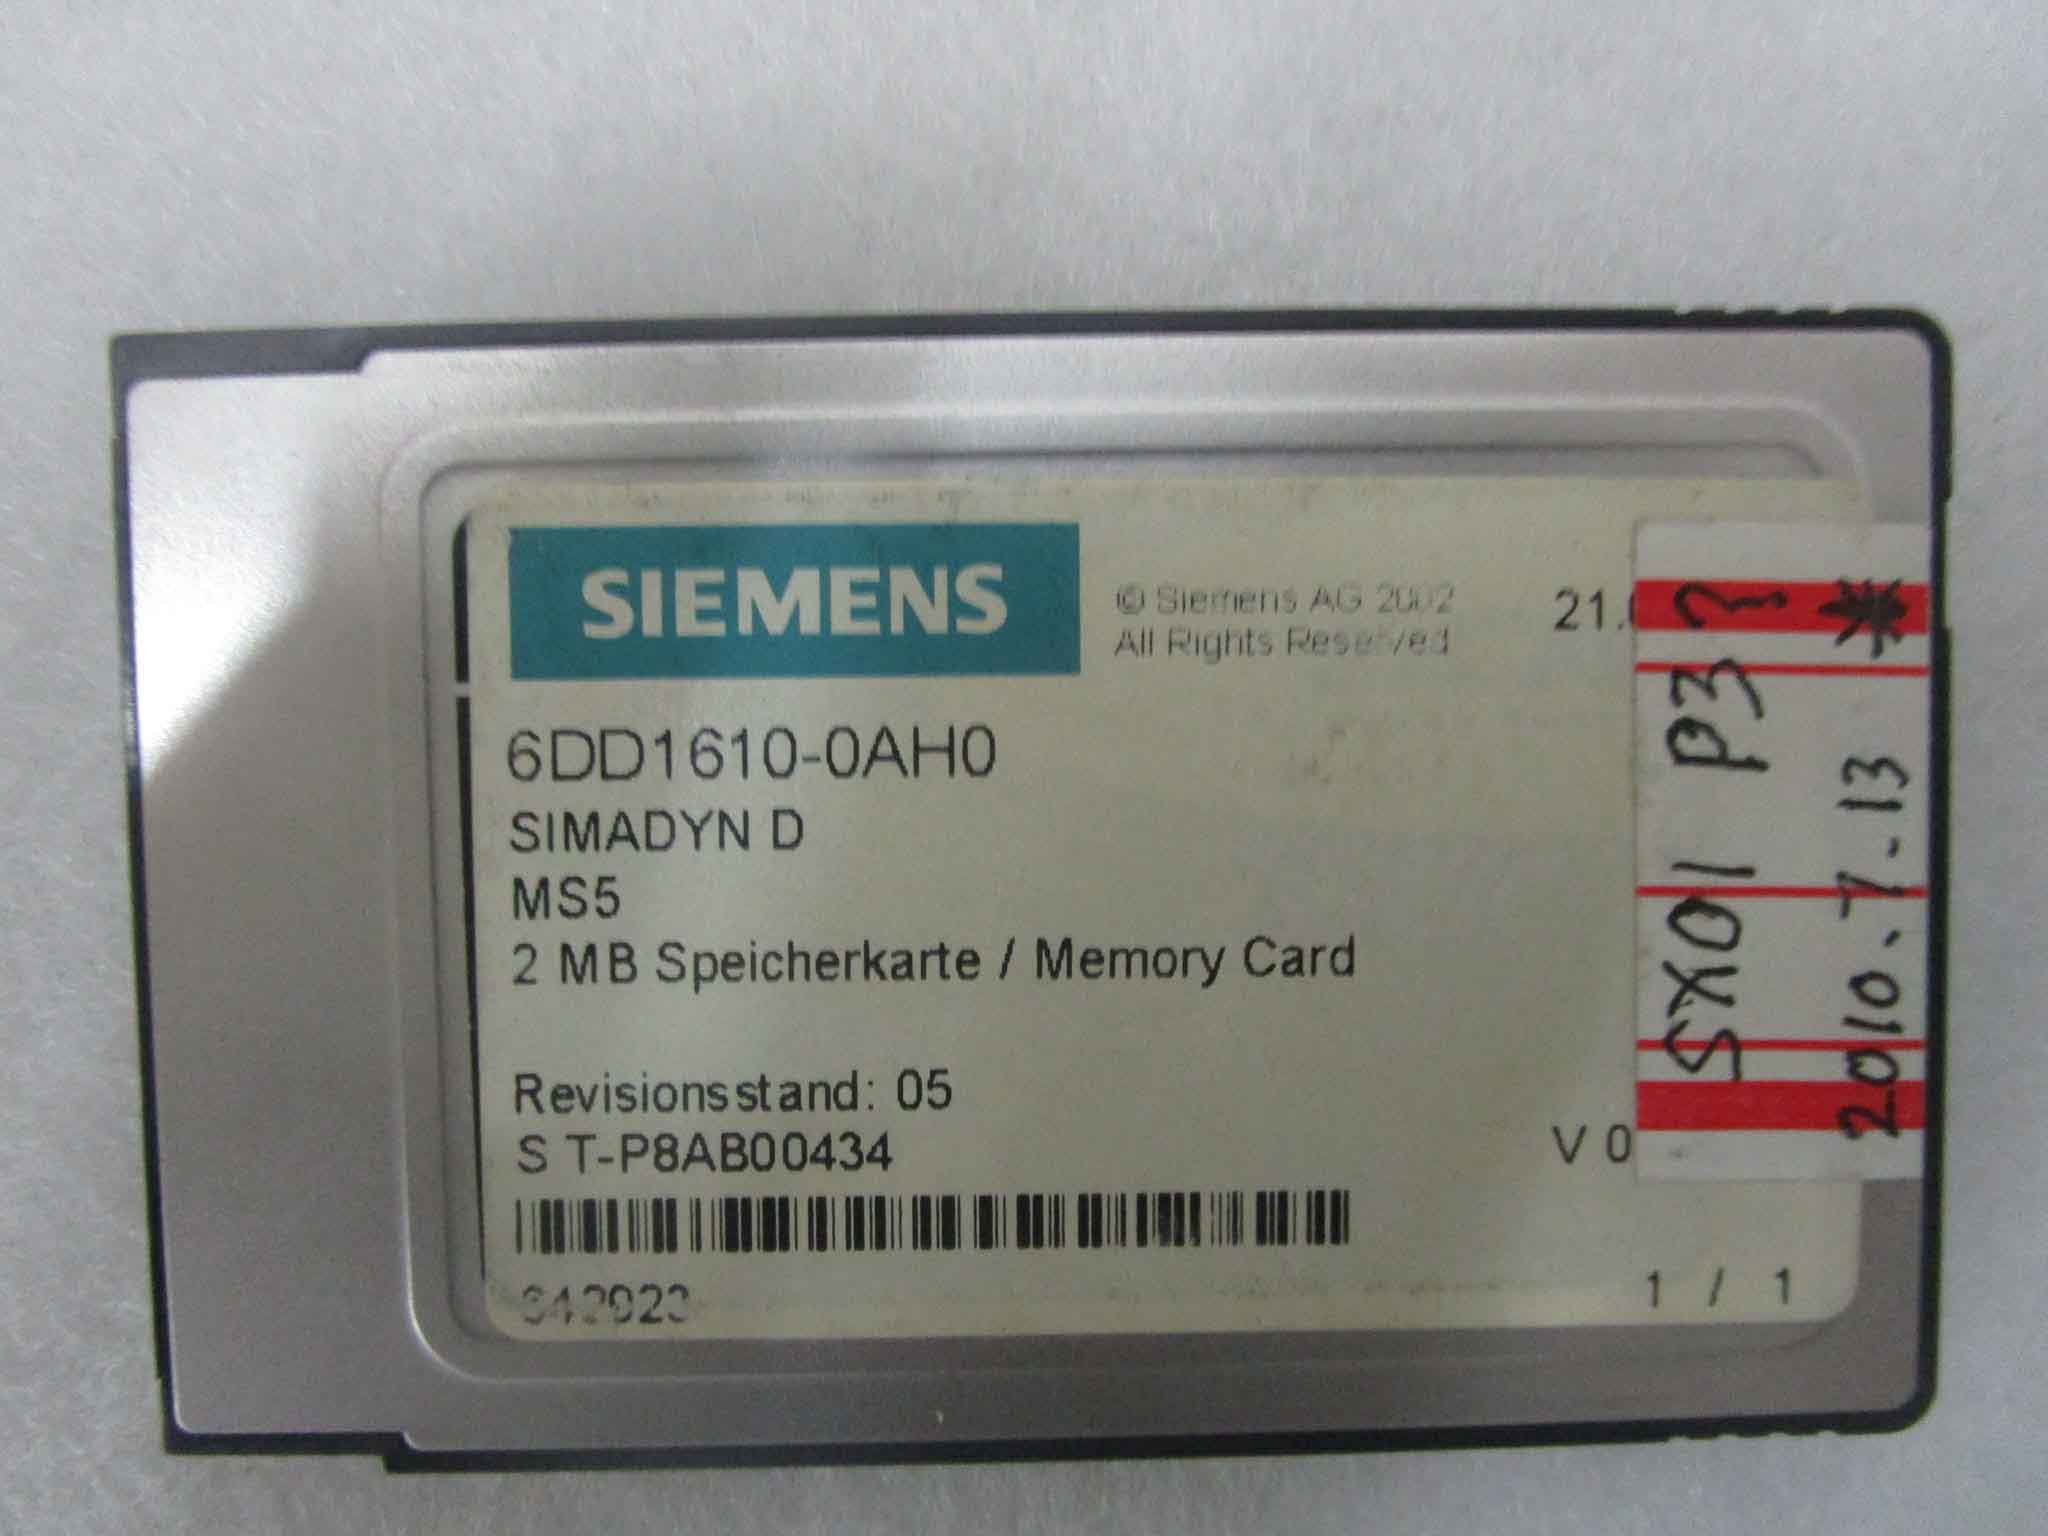 SIEMENS
© Siemens AG 2002
All Rights Reserved
21.
6DD1610-0AH0
SIMADYN D
MS5
2 MB Speicherkarte / Memory Card
Revisionsstand: 05
S T-P8AB00434
V 0
1 / 1
SX01 P3
2010.7-13 *